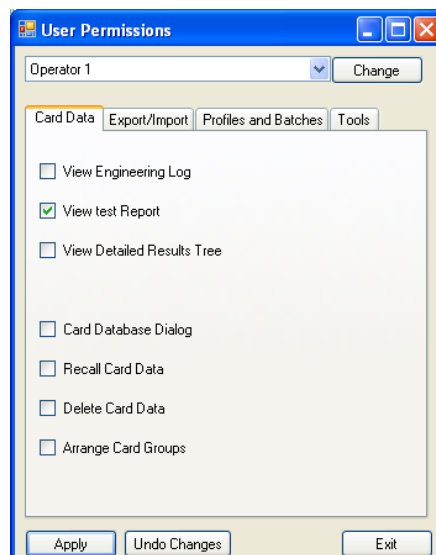 User Permissions
Operator 1 Change
Card Data Export/Import Profiles and Batches Tools
View Engineering Log
View test Report
View Detailed Results Tree
Card Database Dialog
Recall Card Data
Delete Card Data
Arrange Card Groups
Apply Undo Changes Exit